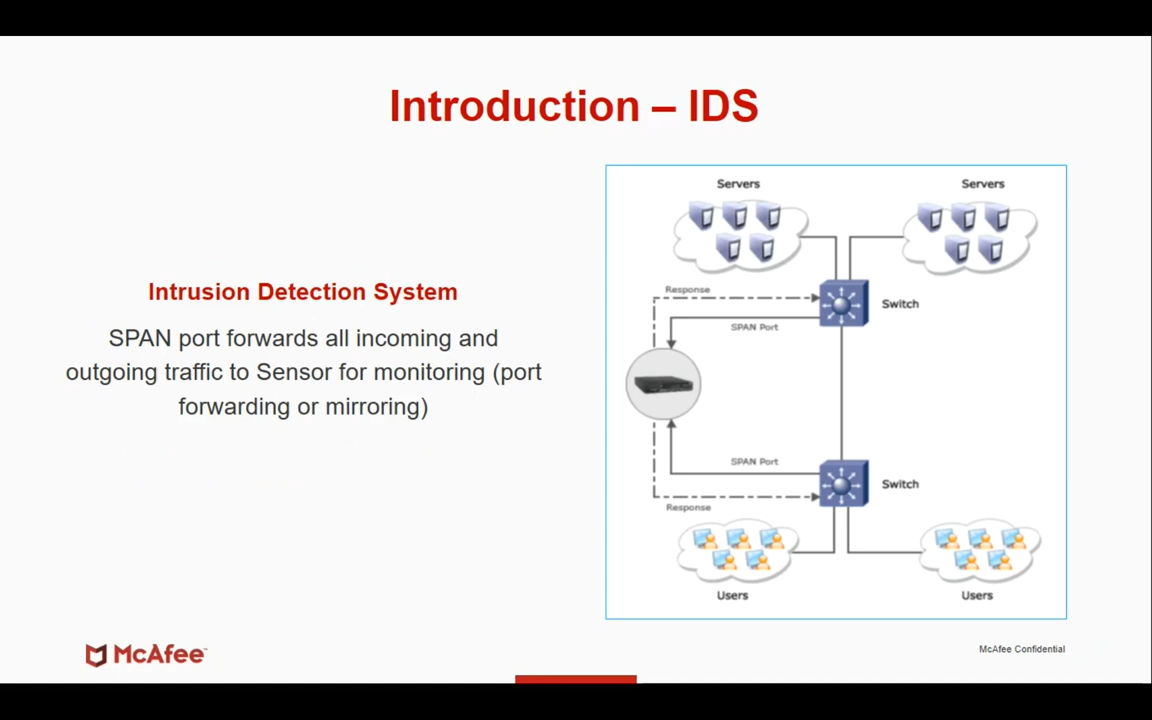 Introduction – IDS
Intrusion Detection System
SPAN port forwards all incoming and
outgoing traffic to Sensor for monitoring (port
forwarding or mirroring)
Servers
Servers
Response
Switch
SPAN Port
SPAN Port
Switch
Response
Users
Users
McAfee™
McAfee Confidential